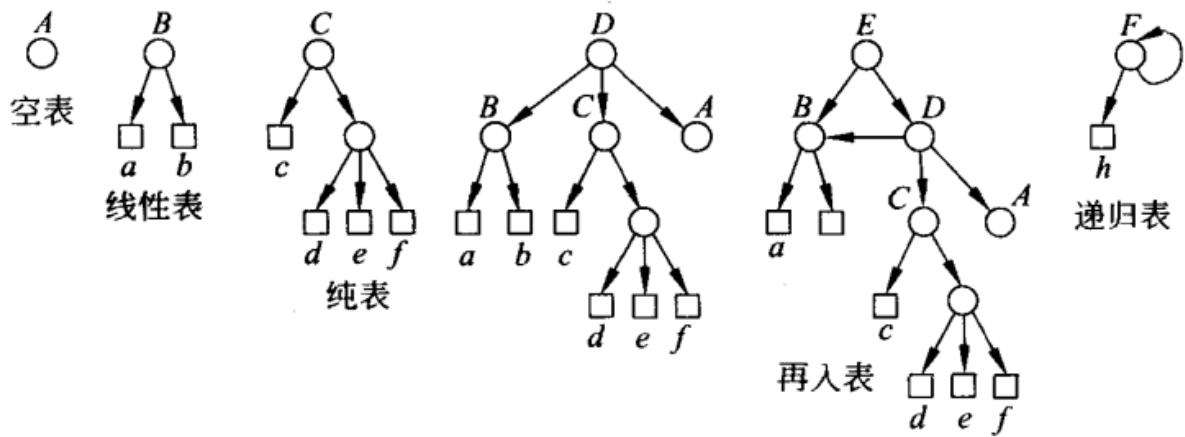 A B C D E F
空表
B C A B D
a b c h
线性表
C A
递归表
d e f a b c a
纯表
d e f c
再入表
d e f